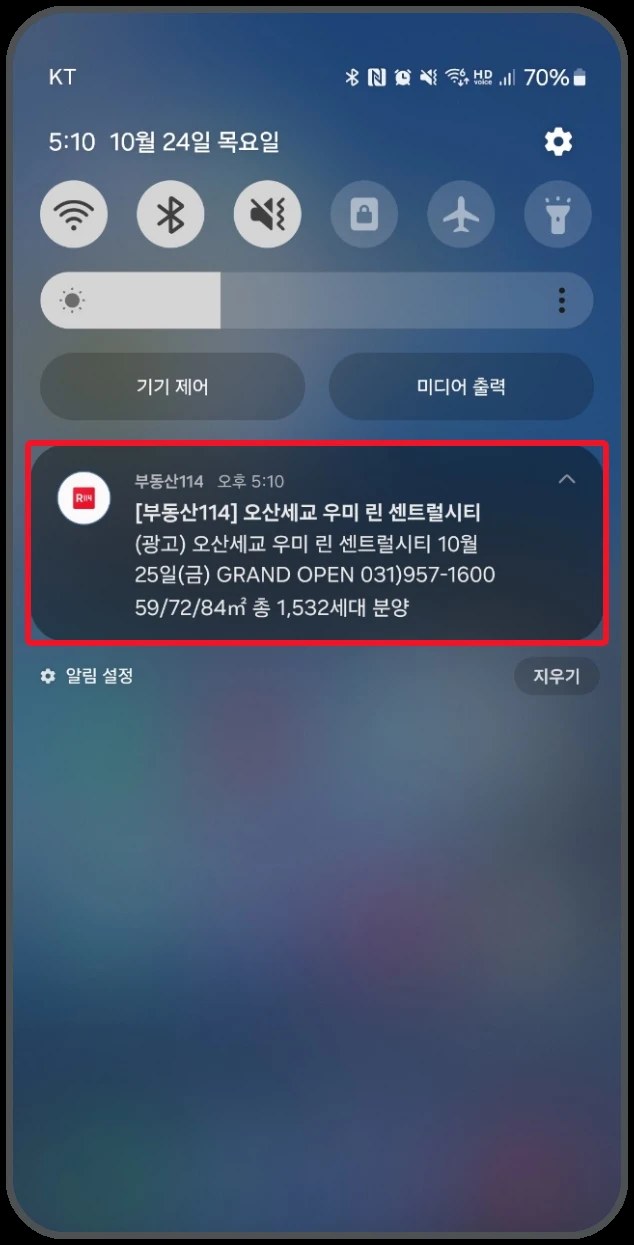 KT HD voice 70%
5:10 10월 24일 목요일
기기 제어 미디어 출력
R114 부동산114 오후 5:10
[부동산114] 오산세교 우미 린 센트럴시티
(광고) 오산세교 우미 린 센트럴시티 10월
25일(금) GRAND OPEN 031)957-1600
59/72/84㎡ 총 1,532세대 분양
알림 설정 지우기